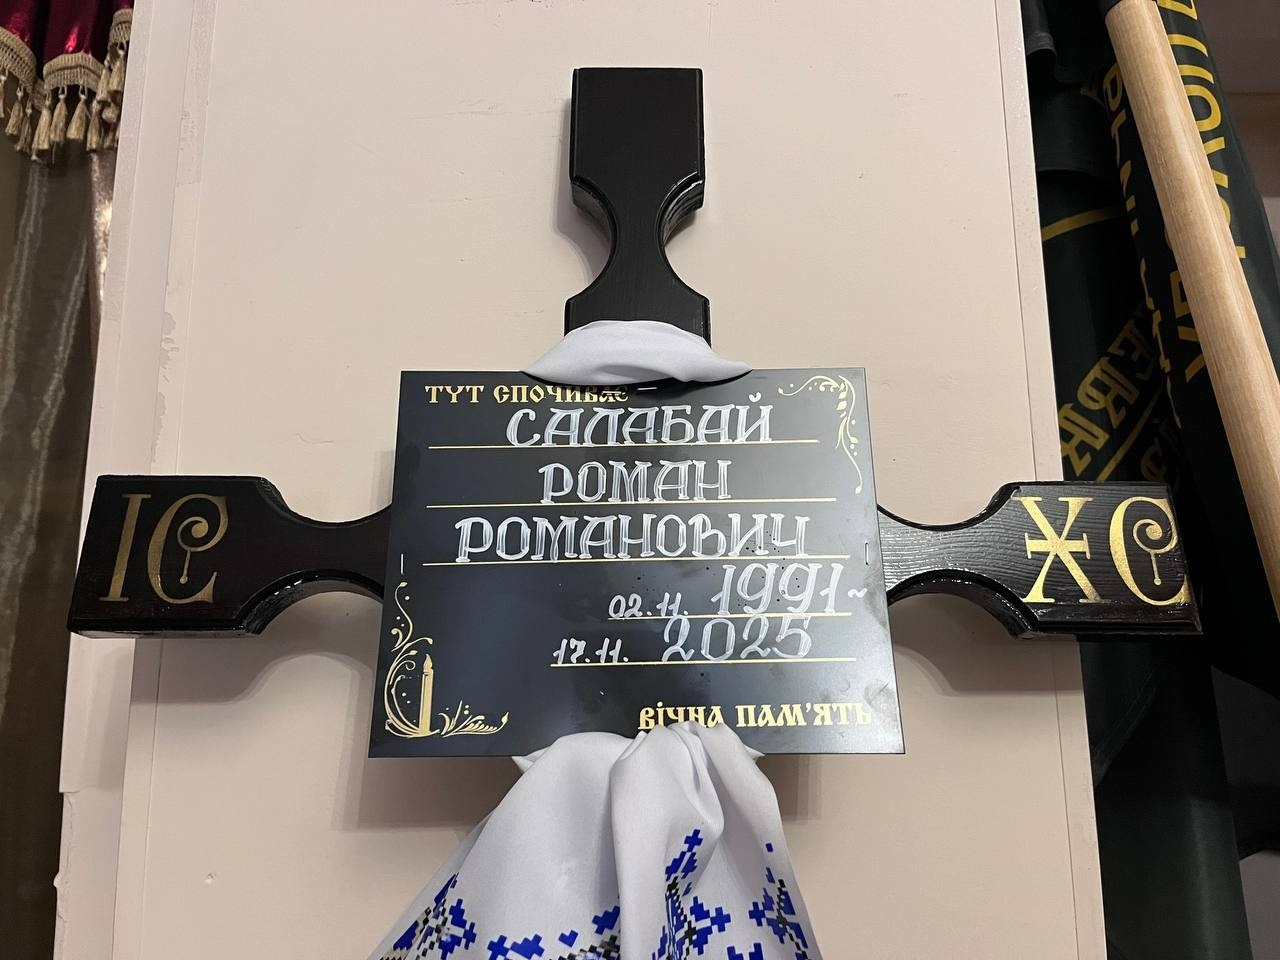 ТУТ СПОЧИВАЄ
САЛАБАЙ
РОМАН
РОМАНОВИЧ
02.11. 1991~
17.11. 2025
ВІЧНА ПАМ'ЯТЬ
ІС
ХС